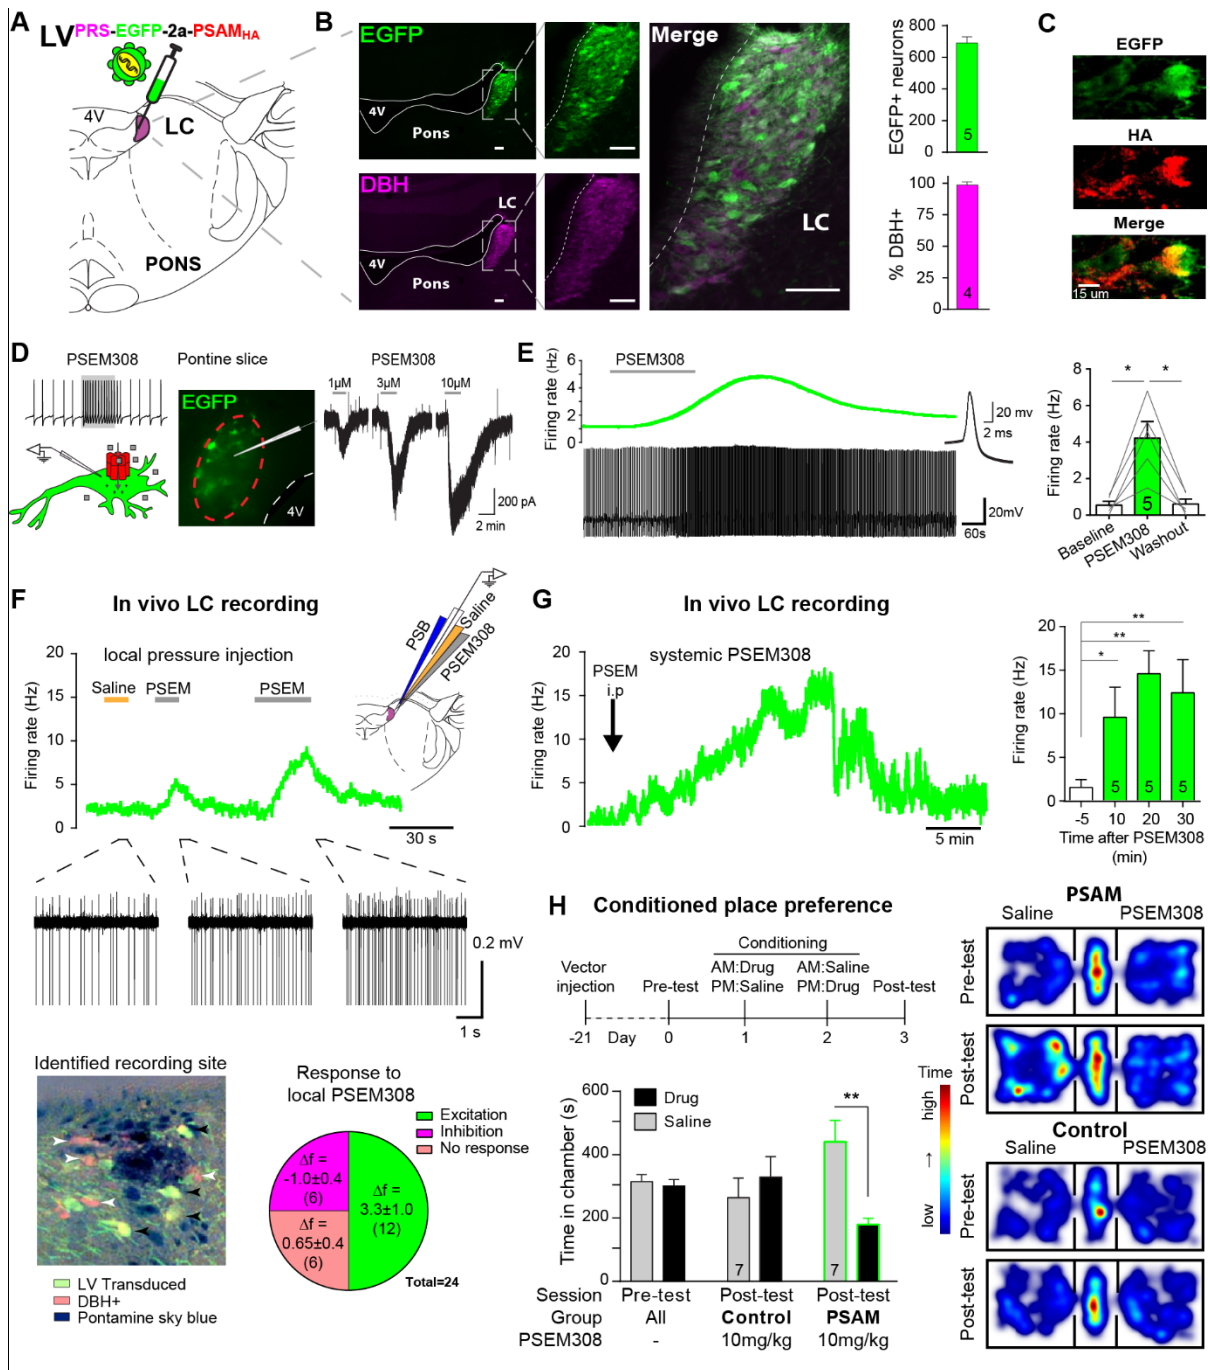 A
LV PRS-EGFP-2a-PSAM HA
4V
LC
PONS
B
EGFP
4V
Pons
DBH
LC
4V
Pons
Merge
LC
EGFP+ neurons
800
600
400
200
0
5
% DBH+
100
75
50
25
0
4
C
EGFP
HA
Merge
15 um
D
PSEM308
Pontine slice
EGFP
4V
PSEM308
1µM
3µM
10µM
200 pA
2 min
E
PSEM308
Firing rate (Hz)
6
4
2
0
20 mv
2 ms
20mV
60s
Firing rate (Hz)
8
6
4
2
0
5
Baseline
PSEM308
Washout
* *
F
In vivo LC recording
local pressure injection
Saline PSEM PSEM
Firing rate (Hz)
20
15
10
5
0
30 s
PSB
Saline
PSEM308
0.2 mV
1 s
Identified recording site
LV Transduced
DBH+
Pontamine sky blue
Response to
local PSEM308
Excitation
Inhibition
No response
Δf =
-1.0±0.4
(6)
Δf =
3.3±1.0
(12)
Δf =
0.65±0.4
(6)
Total=24
G
In vivo LC recording
systemic PSEM308
PSEM
i.p
Firing rate (Hz)
20
15
10
5
0
5 min
Firing rate (Hz)
20
15
10
5
0
**
**
*
5 5 5
-5 10 20 30
Time after PSEM308
(min)
H
Conditioned place preference
Conditioning
Vector
injection
Pre-test
AM:Drug
PM:Saline
AM:Saline
PM:Drug
Post-test
-21 Day 0 1 2 3
Time in chamber (s)
600
400
200
0
Drug
Saline
**
7 7
Session Pre-test Post-test Post-test
Group All Control PSAM
PSEM308 - 10mg/kg 10mg/kg
PSAM
Saline PSEM308
Pre-test
Post-test
Time
high
→
low
Control
Saline PSEM308
Pre-test
Post-test